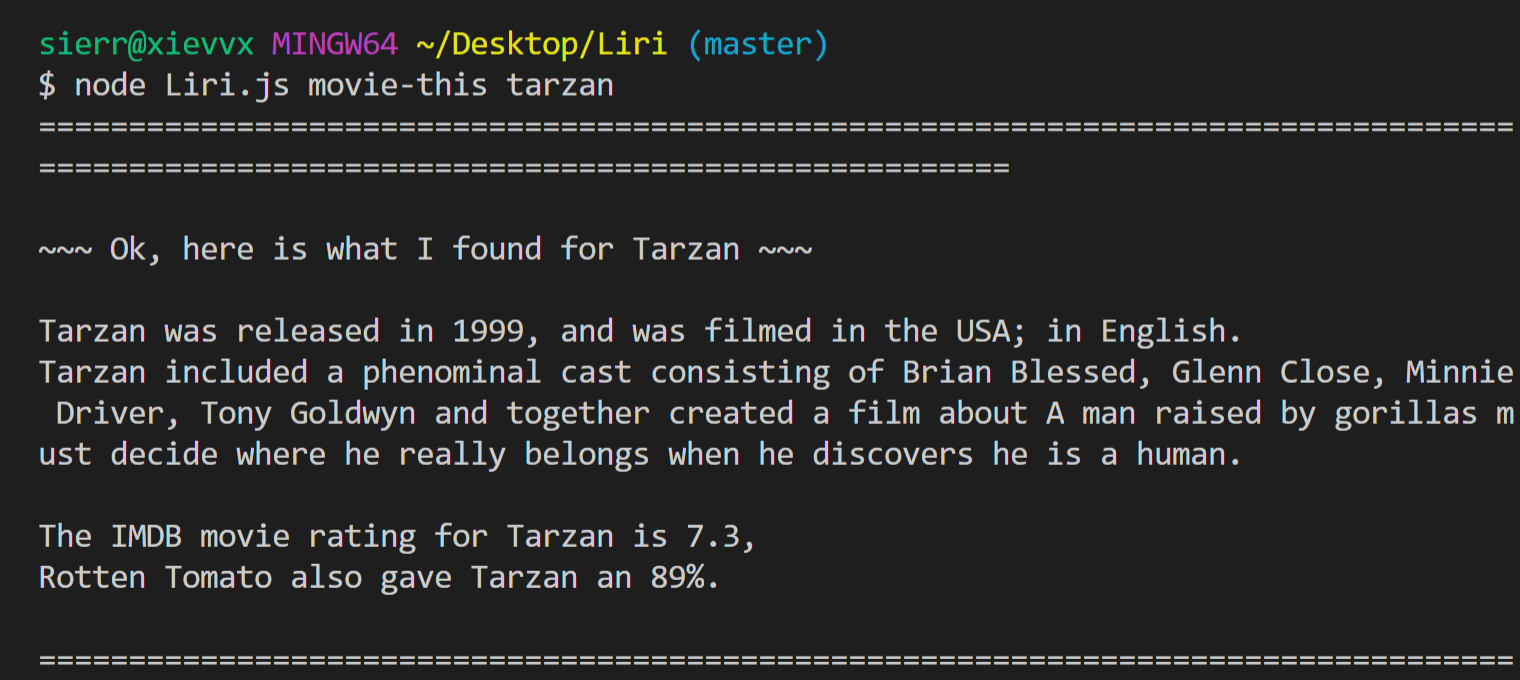 sierr@xievvx MINGW64 ~/Desktop/Liri (master)
$ node Liri.js movie-this tarzan
==================================================================================
======================================================

~~~ Ok, here is what I found for Tarzan ~~~

Tarzan was released in 1999, and was filmed in the USA; in English.
Tarzan included a phenominal cast consisting of Brian Blessed, Glenn Close, Minnie
 Driver, Tony Goldwyn and together created a film about A man raised by gorillas m
ust decide where he really belongs when he discovers he is a human.

The IMDB movie rating for Tarzan is 7.3,
Rotten Tomato also gave Tarzan an 89%.

==================================================================================